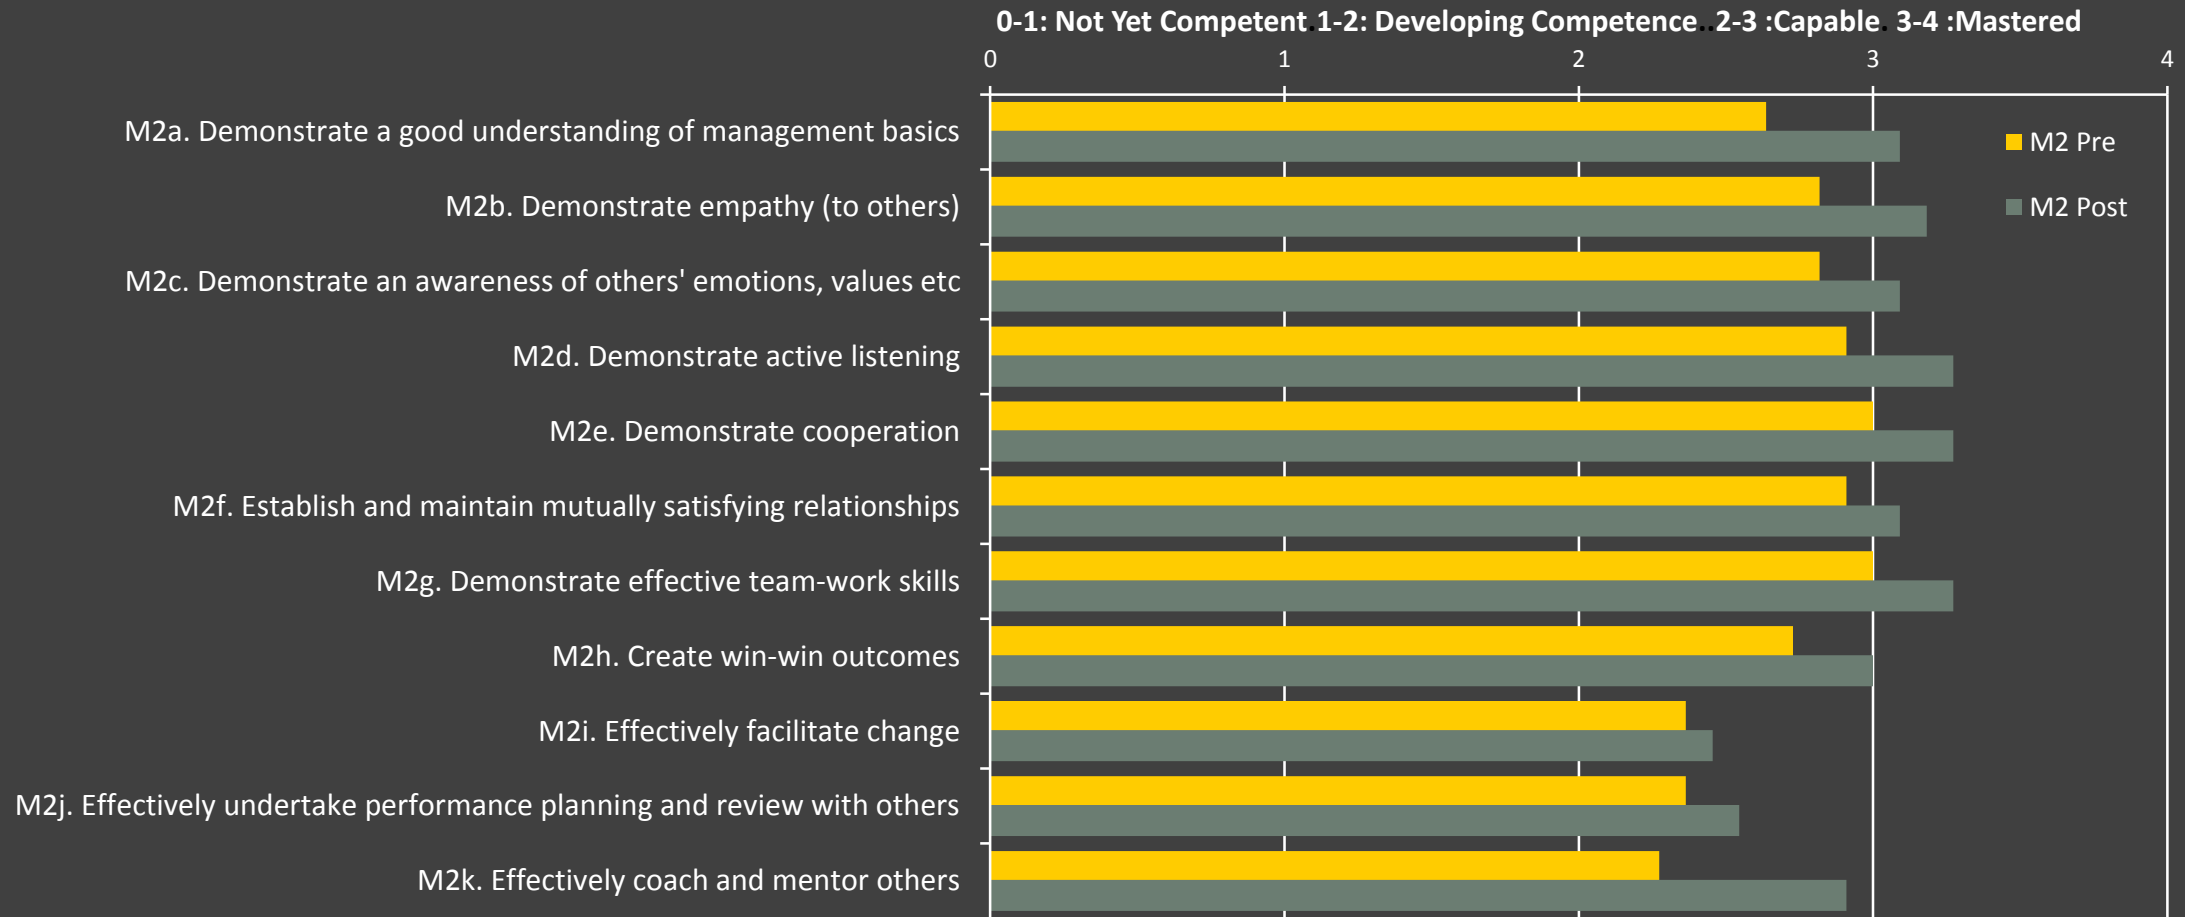 0-1: Not Yet Competent.1-2: Developing Competence..2-3 :Capable. 3-4 :Mastered
0 1 2 3 4
M2a. Demonstrate a good understanding of management basics
M2 Pre
M2b. Demonstrate empathy (to others)
M2 Post
M2c. Demonstrate an awareness of others' emotions, values etc
M2d. Demonstrate active listening
M2e. Demonstrate cooperation
M2f. Establish and maintain mutually satisfying relationships
M2g. Demonstrate effective team-work skills
M2h. Create win-win outcomes
M2i. Effectively facilitate change
M2j. Effectively undertake performance planning and review with others
M2k. Effectively coach and mentor others